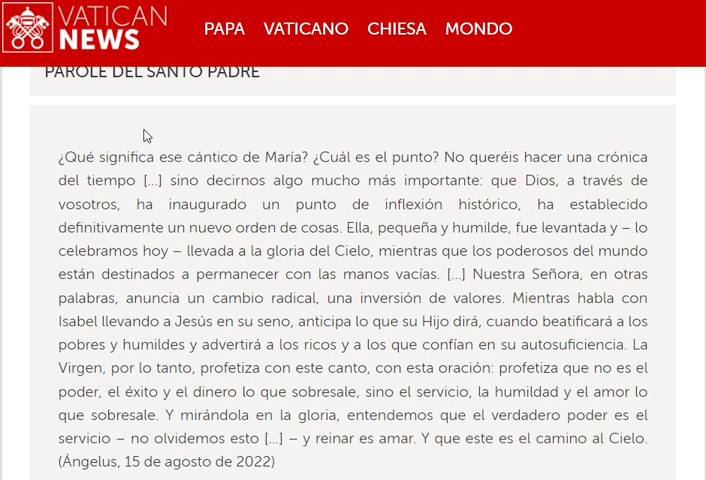 VATICAN
NEWS
PAPA VATICANO CHIESA MONDO
PAROLE DEL SANTO PADRE
¿Qué significa ese cántico de María? ¿Cuál es el punto? No queréis hacer una crónica
del tiempo [...] sino decirnos algo mucho más importante: que Dios, a través de
vosotros, ha inaugurado un punto de inflexión histórico, ha establecido
definitivamente un nuevo orden de cosas. Ella, pequeña y humilde, fue levantada y – lo
celebramos hoy – llevada a la gloria del Cielo, mientras que los poderosos del mundo
están destinados a permanecer con las manos vacías. [...] Nuestra Señora, en otras
palabras, anuncia un cambio radical, una inversión de valores. Mientras habla con
Isabel llevando a Jesús en su seno, anticipa lo que su Hijo dirá, cuando beatificará a los
pobres y humildes y advertirá a los ricos y a los que confían en su autosuficiencia. La
Virgen, por lo tanto, profetiza con este canto, con esta oración: profetiza que no es el
poder, el éxito y el dinero lo que sobresale, sino el servicio, la humildad y el amor lo
que sobresale. Y mirándola en la gloria, entendemos que el verdadero poder es el
servicio – no olvidemos esto [...] – y reinar es amar. Y que este es el camino al Cielo.
(Ángelus, 15 de agosto de 2022)